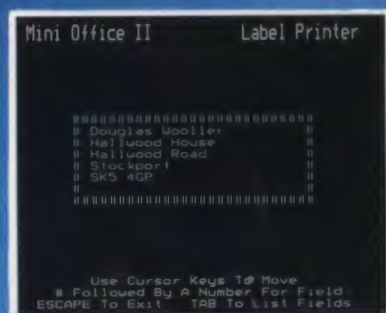 Mini Office II Label Printer
Douglas Wooller
Hallwood House
Hallwood Road
Stockport
SK5 4GP
Use Cursor Keys To Move
# Followed By A Number For Field
ESCAPE To Exit TAB To List Fields